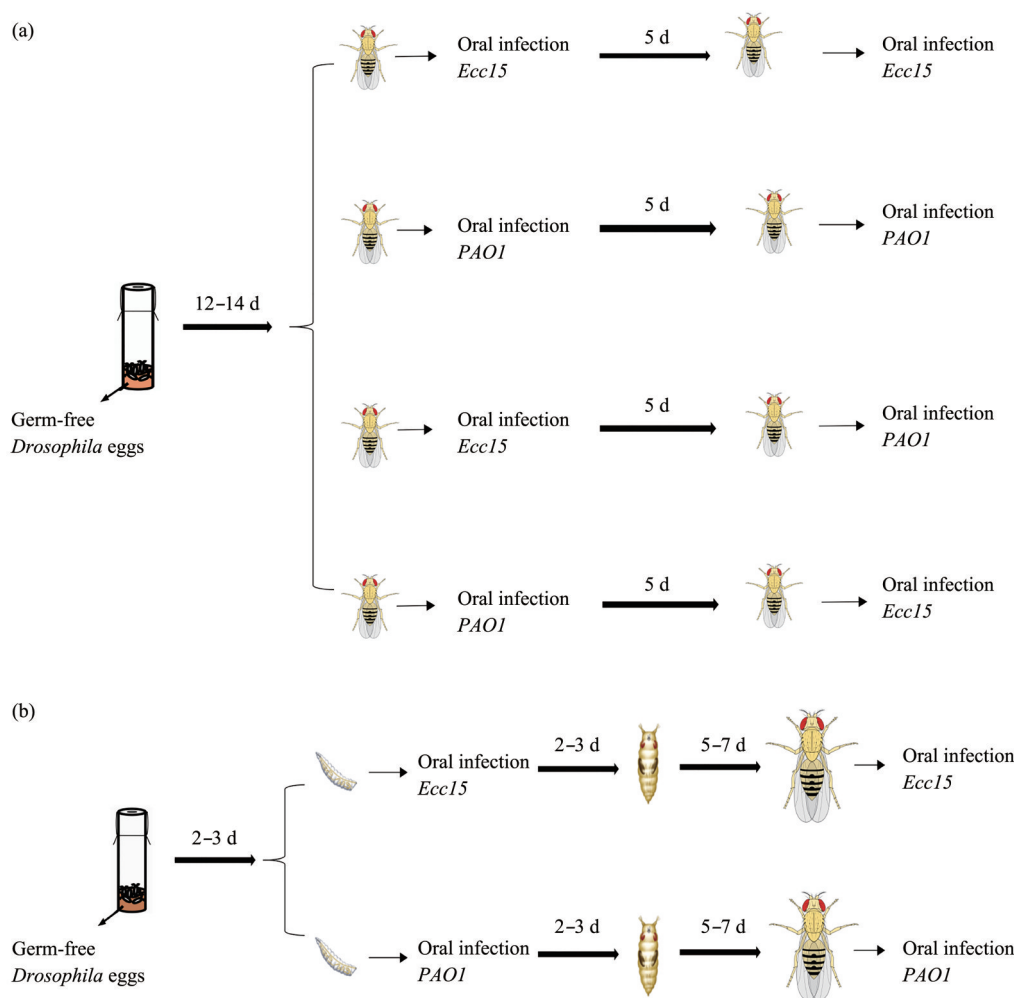 (a)
Oral infection
Ecc15
5 d
Oral infection
Ecc15
Oral infection
PAO1
5 d
Oral infection
PAO1
12–14 d
Germ-free
Drosophila eggs
Oral infection
Ecc15
5 d
Oral infection
PAO1
Oral infection
PAO1
5 d
Oral infection
Ecc15
(b)
Oral infection
Ecc15
2–3 d
5–7 d
Oral infection
Ecc15
2–3 d
Germ-free
Drosophila eggs
Oral infection
PAO1
2–3 d
5–7 d
Oral infection
PAO1